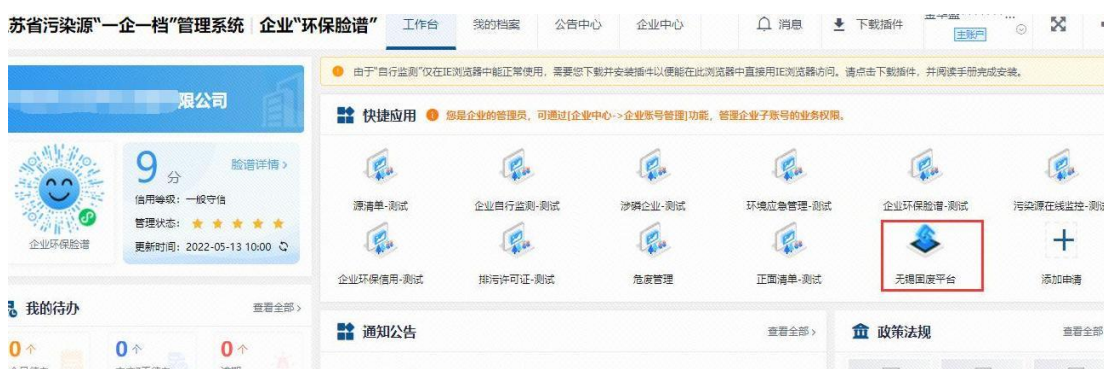 苏省污染源“一企一档”管理系统 企业“环保脸谱” 工作台 我的档案 公告中心 企业中心 消息 下载插件
主账户
由于“自行监测”仅在IE浏览器中能正常使用，需要您下载并安装插件以便能在此浏览器中直接用IE浏览器访问。请点击下载插件，并阅读手册完成安装。
限公司
快捷应用 您是企业的管理员，可通过[企业中心->企业账号管理]功能，管理企业子账号的业务权限。
9 分 脸谱详情 >
信用等级：一般守信
管理状态：
更新时间：2022-05-13 10:00
企业环保脸谱
源清单-测试 企业自行监测-测试 涉磷企业-测试 环境应急管理-测试 企业环保脸谱-测试 污染源在线监控-测试
企业环保信用-测试 排污许可证-测试 危废管理 正面清单-测试 无锡固废平台 添加申请
我的待办 查看全部 >
0 个 0 个 0 个
通知公告 查看全部 >
政策法规 查看全部